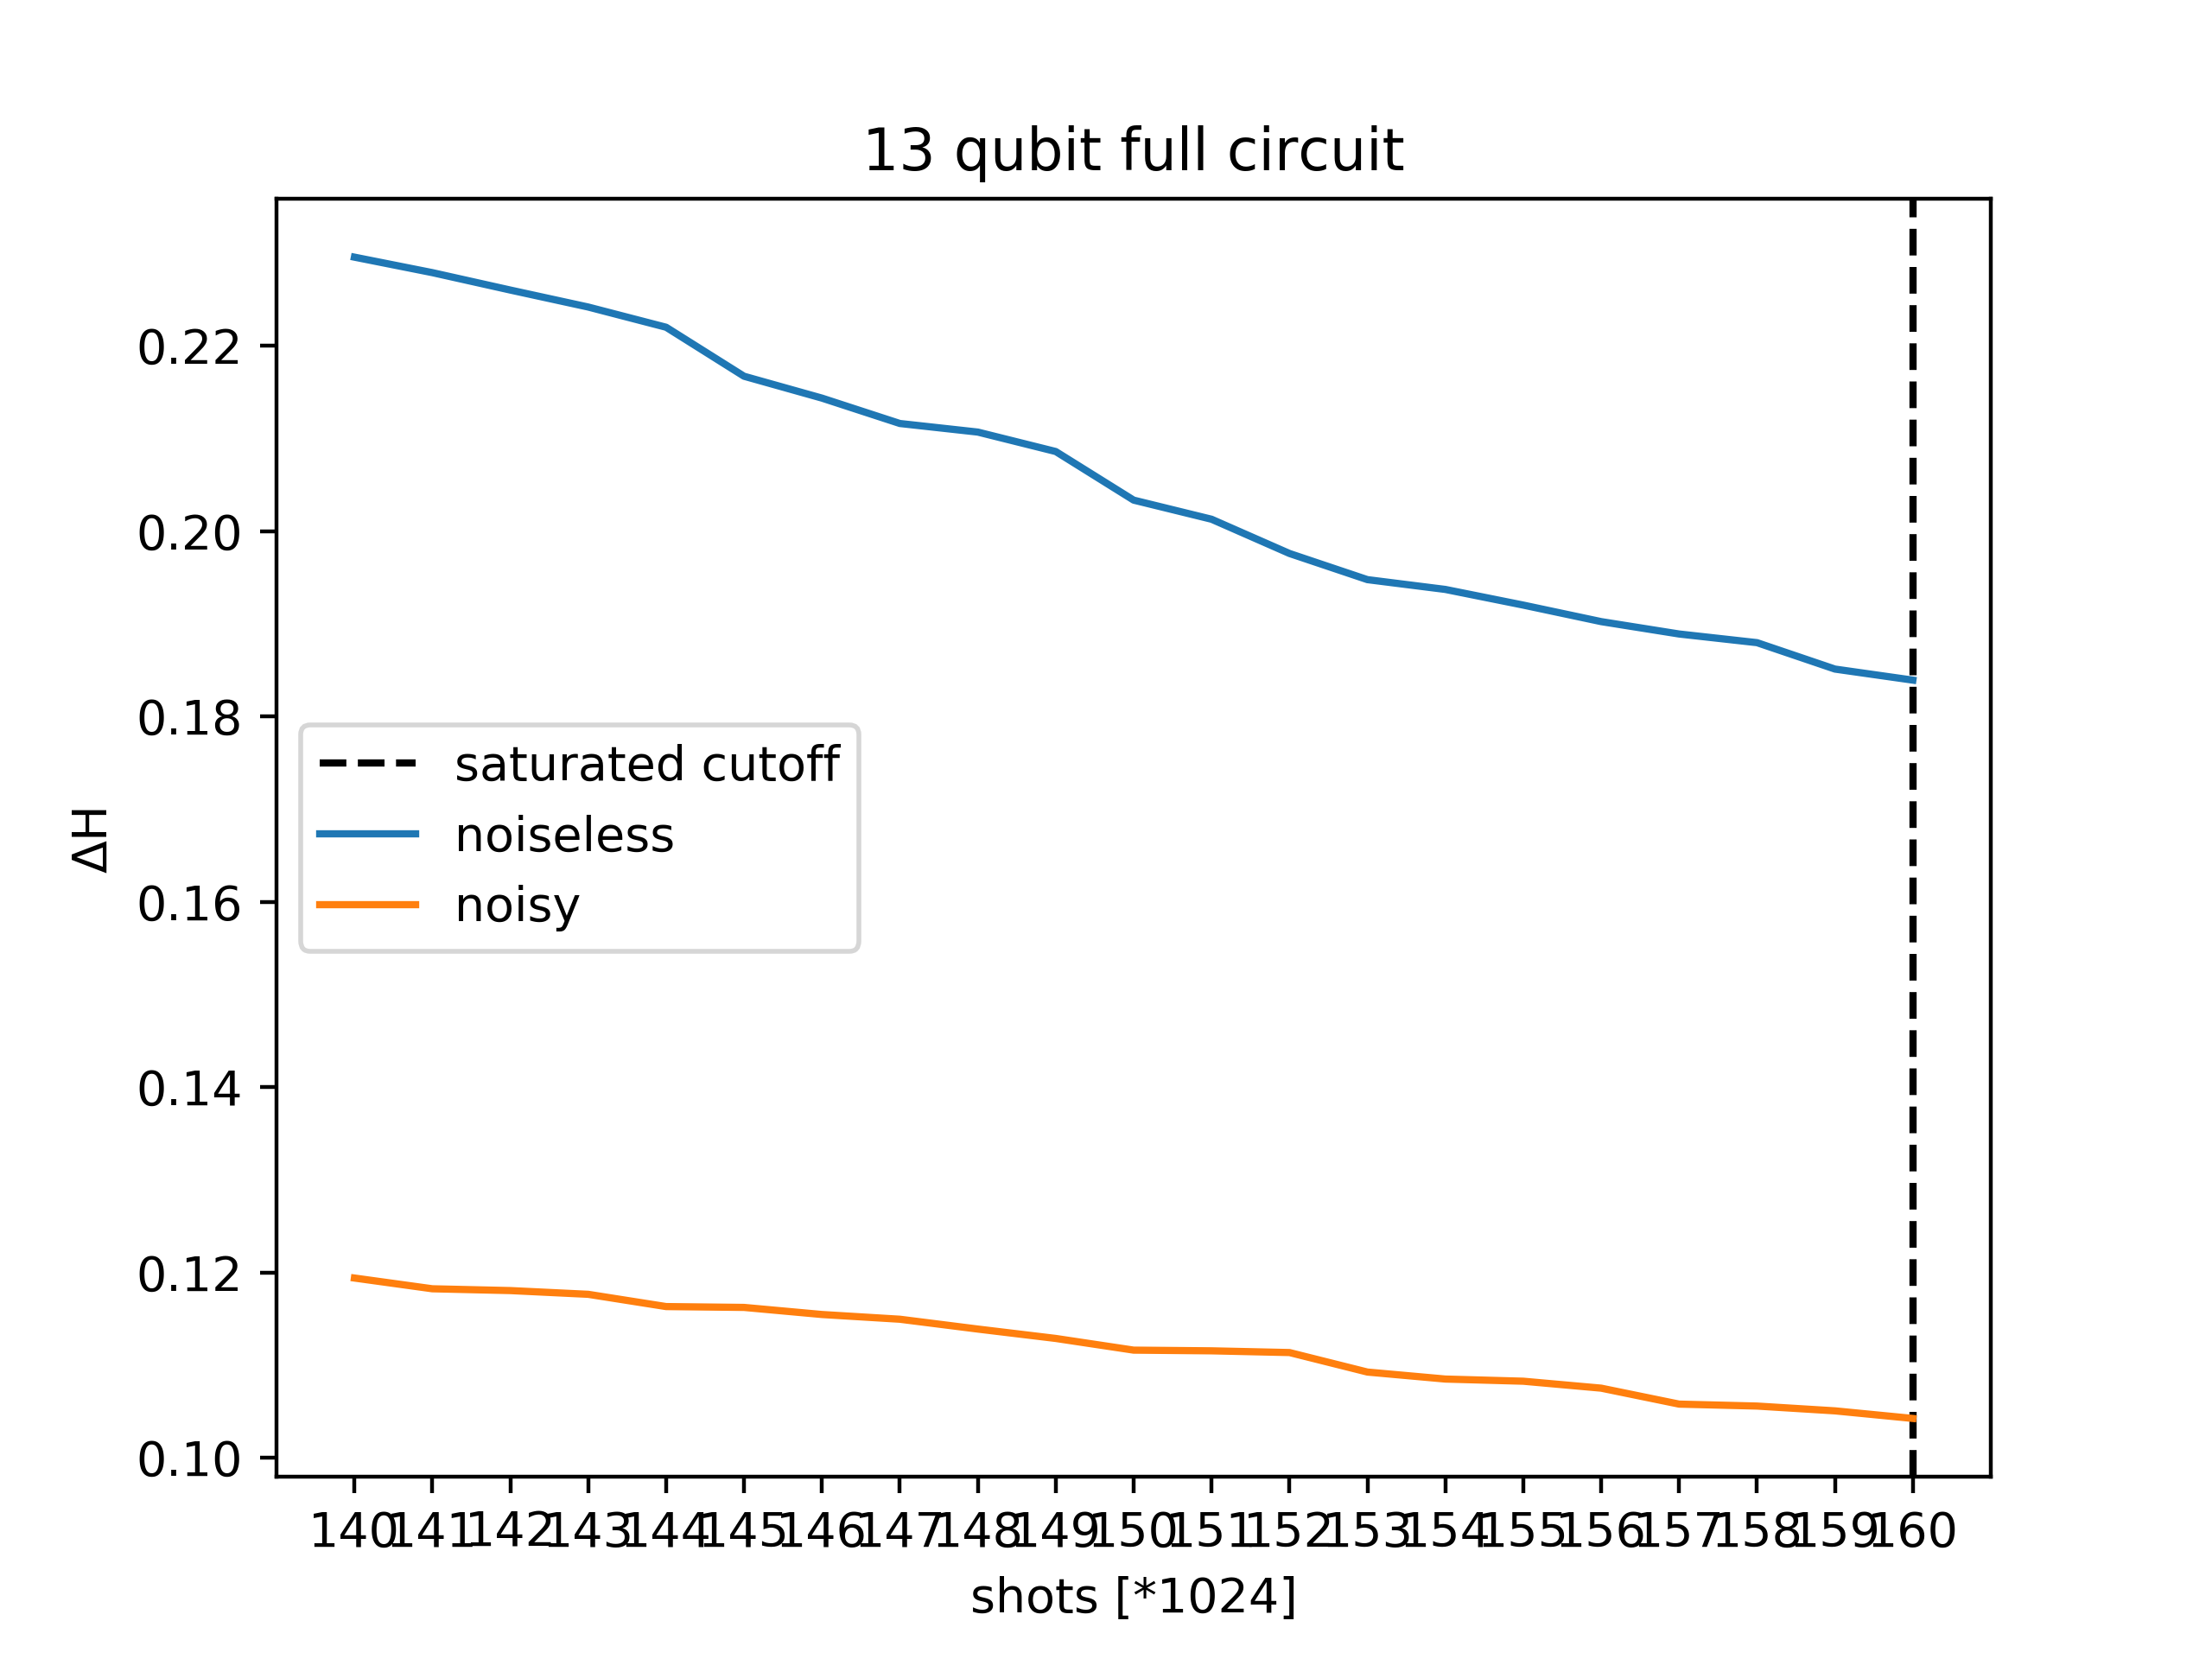 13 qubit full circuit
0.22
0.20
0.18
0.16
0.14
0.12
0.10
ΔH
saturated cutoff
noiseless
noisy
140 141 142 143 144 145 146 147 148 149 150 151 152 153 154 155 156 157 158 159 160
shots [*1024]